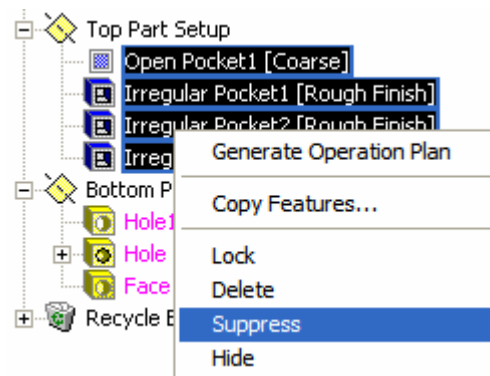 Top Part Setup
Open Pocket1 [Coarse]
Irregular Pocket1 [Rough Finish]
Irregular Pocket2 [Rough Finish]
Generate Operation Plan
Bottom
Copy Features...
Hole1
Lock
Hole
Delete
Face
Suppress
Recycle
Hide